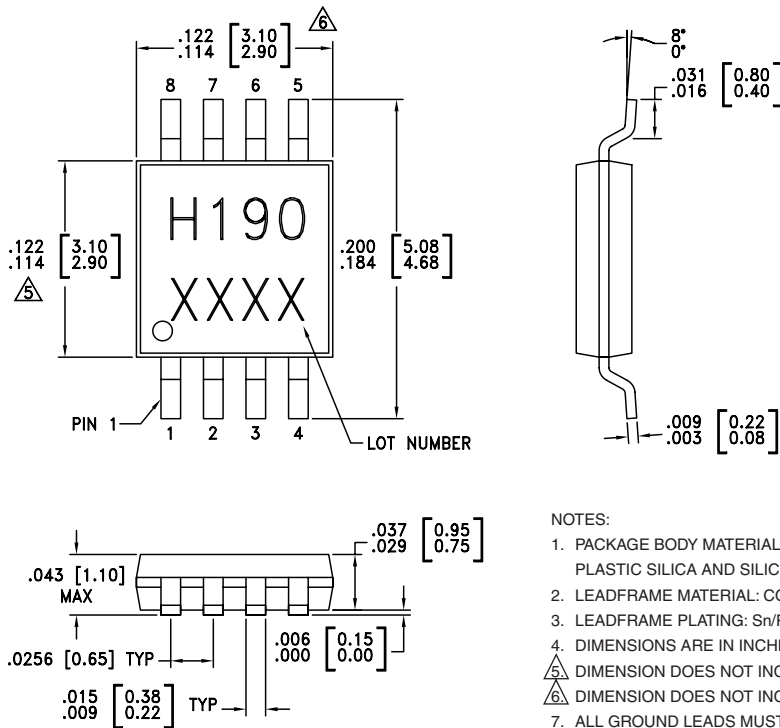 .122 [3.10]
.114 [2.90]
6
8 7 6 5
H190
XXXX
.122 [3.10]
.114 [2.90]
5
.200 [5.08]
.184 [4.68]
PIN 1
1 2 3 4
LOT NUMBER
8°
0°
.031 [0.80]
.016 [0.40]
.009 [0.22]
.003 [0.08]
.043 [1.10]
MAX
.037 [0.95]
.029 [0.75]
.0256 [0.65] TYP
.006 [0.15]
.000 [0.00]
.015 [0.38]
.009 [0.22]
TYP
NOTES:
1. PACKAGE BODY MATERIAL
PLASTIC SILICA AND SILIC
2. LEADFRAME MATERIAL: CO
3. LEADFRAME PLATING: Sn/P
4. DIMENSIONS ARE IN INCH
5. DIMENSION DOES NOT INC
6. DIMENSION DOES NOT INC
7. ALL GROUND LEADS MUST